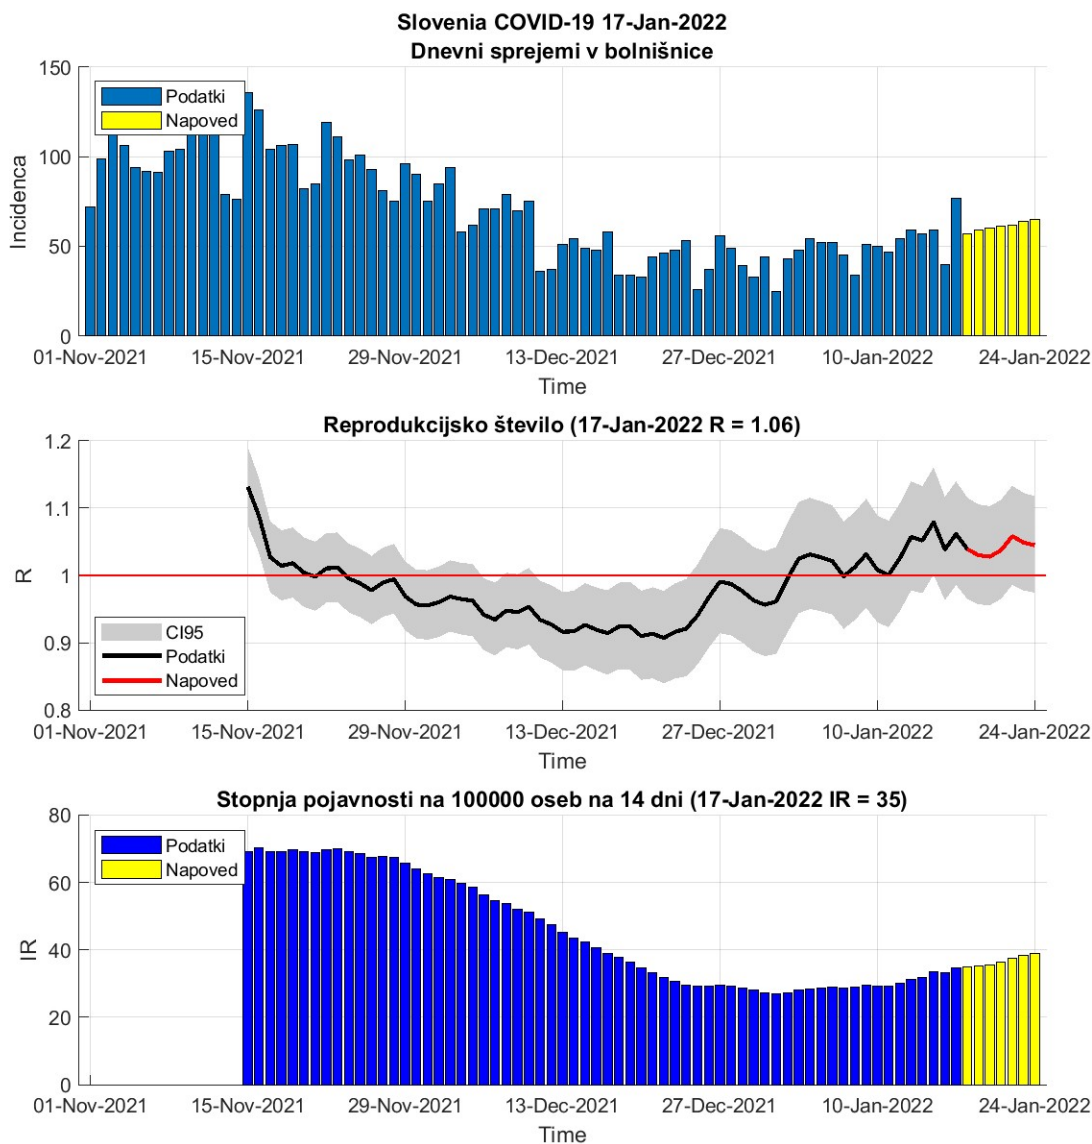 Slovenia COVID-19 17-Jan-2022
Dnevni sprejemi v bolnišnice
150
100
50
0
Incidenca
Podatki
Napoved
01-Nov-2021 15-Nov-2021 29-Nov-2021 13-Dec-2021 27-Dec-2021 10-Jan-2022 24-Jan-2022
Time
Reprodukcijsko število (17-Jan-2022 R = 1.06)
1.2
1.1
1
0.9
0.8
R
CI95
Podatki
Napoved
01-Nov-2021 15-Nov-2021 29-Nov-2021 13-Dec-2021 27-Dec-2021 10-Jan-2022 24-Jan-2022
Time
Stopnja pojavnosti na 100000 oseb na 14 dni (17-Jan-2022 IR = 35)
80
60
40
20
0
IR
Podatki
Napoved
01-Nov-2021 15-Nov-2021 29-Nov-2021 13-Dec-2021 27-Dec-2021 10-Jan-2022 24-Jan-2022
Time